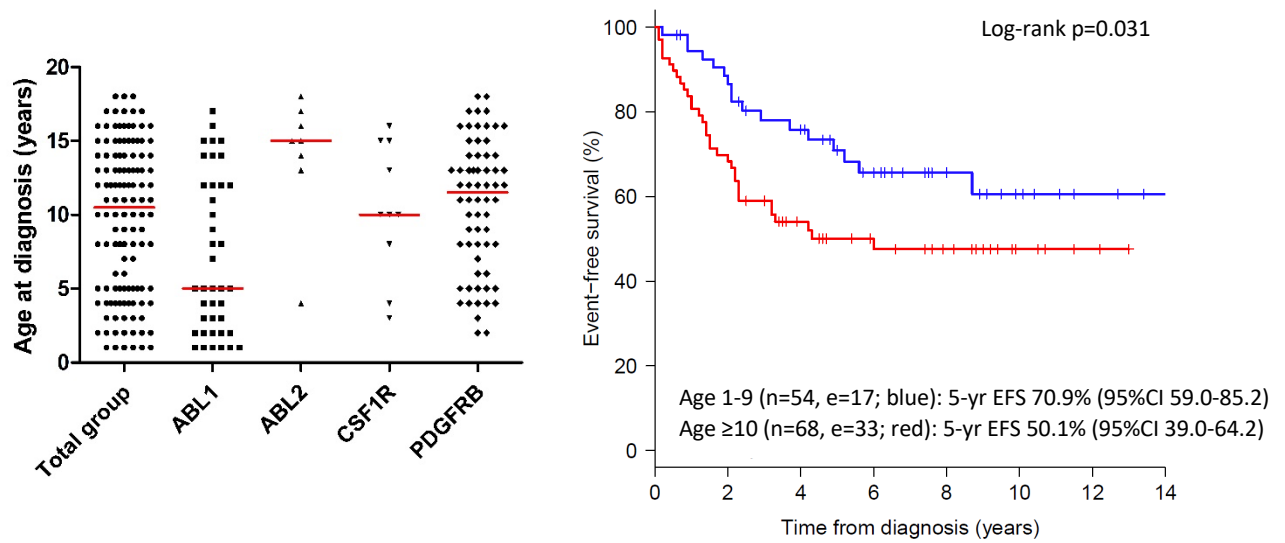 Age at diagnosis (years)
20
15
10
5
0
Total group
ABL1
ABL2
CSF1R
PDGFRB
Log-rank p=0.031
Event-free survival (%)
100
80
60
40
20
0
Age 1-9 (n=54, e=17; blue): 5-yr EFS 70.9% (95%CI 59.0-85.2)
Age ≥10 (n=68, e=33; red): 5-yr EFS 50.1% (95%CI 39.0-64.2)
0 2 4 6 8 10 12 14
Time from diagnosis (years)